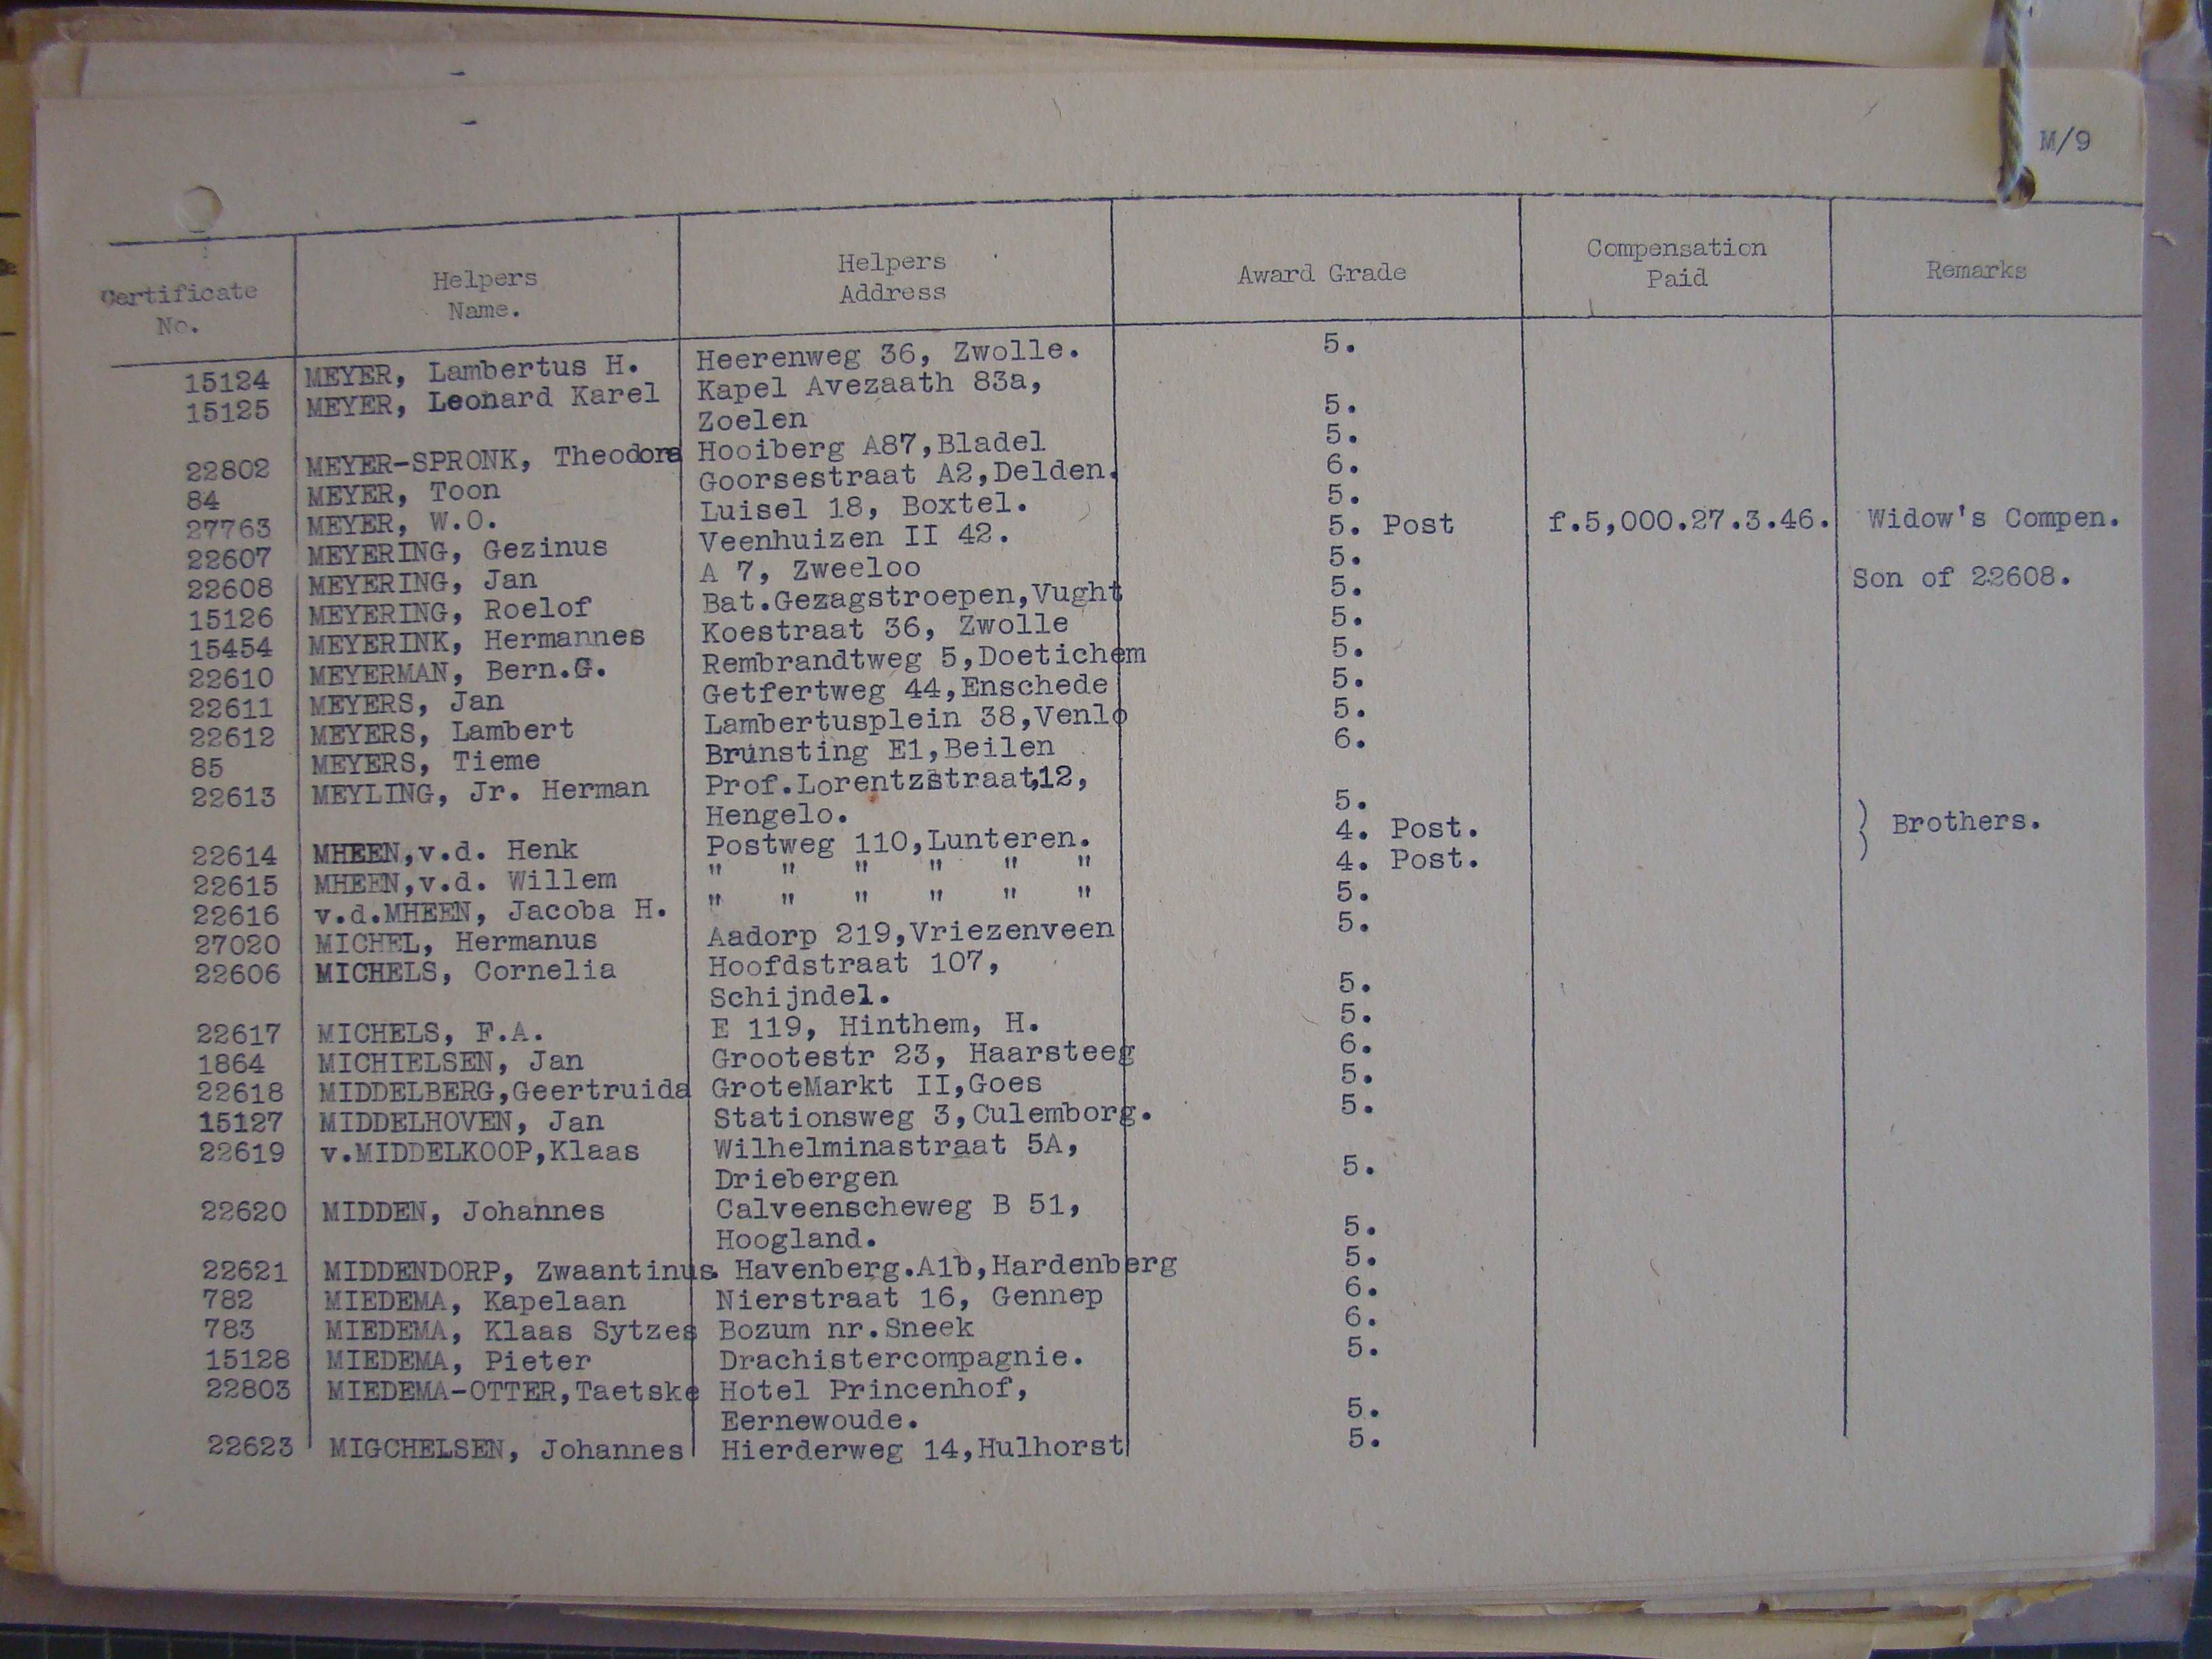 M/9
Certificate No. Helpers Name. Helpers Address Award Grade Compensation Paid Remarks
15124 MEYER, Lambertus H. Heerenweg 36, Zwolle. 5.
15125 MEYER, Leonard Karel Kapel Avezaath 83a,
Zoelen 5.
22802 MEYER-SPRONK, Theodora Hooiberg A87,Bladel 5.
84 MEYER, Toon Goorsestraat A2,Delden. 6.
27763 MEYER, W.O. Luisel 18, Boxtel. 5.
22607 MEYERING, Gezinus Veenhuizen II 42. 5. Post f.5,000.27.3.46. Widow's Compen.
22608 MEYERING, Jan A 7, Zweeloo 5.
15126 MEYERING, Roelof Bat.Gezagstroepen,Vught 5. Son of 22608.
15454 MEYERINK, Hermannes Koestraat 36, Zwolle 5.
22610 MEYERMAN, Bern.G. Rembrandtweg 5,Doetichem 5.
22611 MEYERS, Jan Getfertweg 44,Enschede 5.
22612 MEYERS, Lambert Lambertusplein 38,Venlo 5.
85 MEYERS, Tieme Brunsting E1,Beilen 6.
22613 MEYLING, Jr. Herman Prof.Lorentzstraat,12,
Hengelo. 5.
22614 MHEEN,v.d. Henk Postweg 110,Lunteren. 4. Post. } Brothers.
22615 MHEEN,v.d. Willem " " " " " " 4. Post. }
22616 v.d.MHEEN, Jacoba H. " " " " " " 5.
27020 MICHEL, Hermanus Aadorp 219,Vriezenveen 5.
22606 MICHELS, Cornelia Hoofdstraat 107,
Schijndel. 5.
22617 MICHELS, F.A. E 119, Hinthem, H. 5.
1864 MICHIELSEN, Jan Grootestr 23, Haarsteeg 6.
22618 MIDDELBERG,Geertruida GroteMarkt II,Goes 5.
15127 MIDDELHOVEN, Jan Stationsweg 3,Culemborg. 5.
22619 v.MIDDELKOOP,Klaas Wilhelminastraat 5A,
Driebergen 5.
22620 MIDDEN, Johannes Calveenscheweg B 51,
Hoogland. 5.
22621 MIDDENDORP, Zwaantinus. Havenberg.A1b,Hardenberg 5.
782 MIEDEMA, Kapelaan Nierstraat 16, Gennep 6.
783 MIEDEMA, Klaas Sytzes Bozum nr.Sneek 6.
15128 MIEDEMA, Pieter Drachistercompagnie. 5.
22803 MIEDEMA-OTTER,Taetske Hotel Princenhof,
Eernewoude. 5.
22623 MIGCHELSEN, Johannes Hierderweg 14,Hulhorst 5.